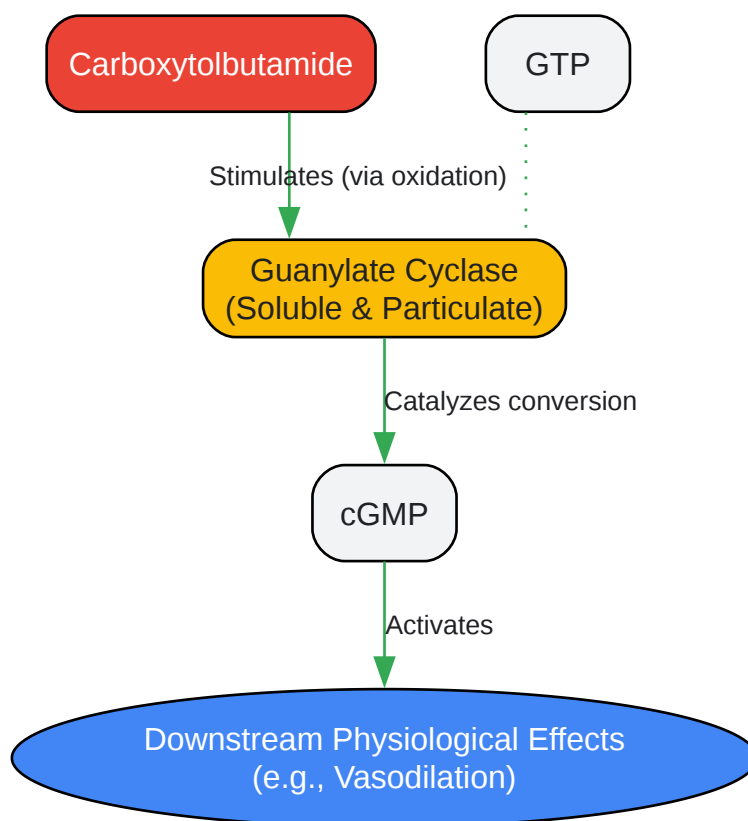 Carboxytolbutamide
GTP
Stimulates (via oxidation)
Guanylate Cyclase
(Soluble & Particulate)
Catalyzes conversion
cGMP
Activates
Downstream Physiological Effects
(e.g., Vasodilation)